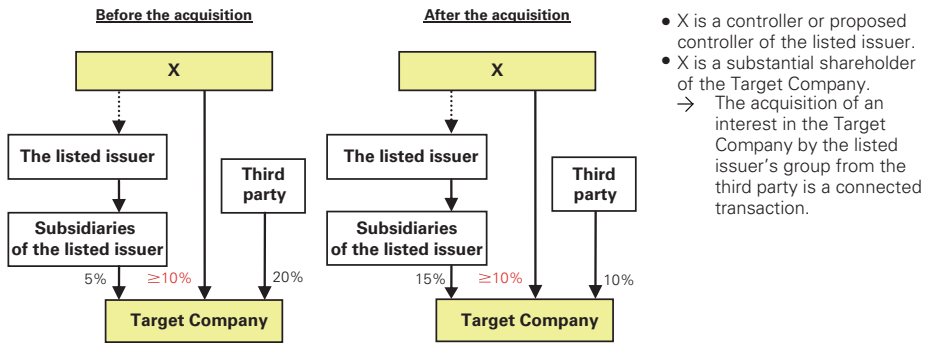 Before the acquisition
X
The listed issuer
Third
party
Subsidiaries
of the listed issuer
5%
≥10%
20%
Target Company
After the acquisition
X
The listed issuer
Third
party
Subsidiaries
of the listed issuer
15%
≥10%
10%
Target Company
• X is a controller or proposed
controller of the listed issuer.
• X is a substantial shareholder
of the Target Company.
→ The acquisition of an
interest in the Target
Company by the listed
issuer's group from the
third party is a connected
transaction.